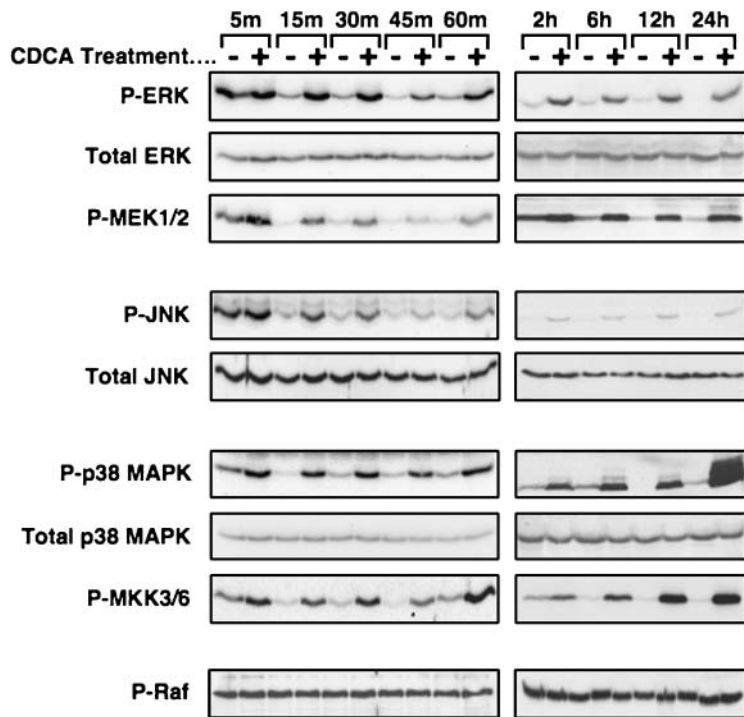 5m 15m 30m 45m 60m 2h 6h 12h 24h
CDCA Treatment.... - + - + - + - + - + - + - + - + - +
P-ERK
Total ERK
P-MEK1/2
P-JNK
Total JNK
P-p38 MAPK
Total p38 MAPK
P-MKK3/6
P-Raf